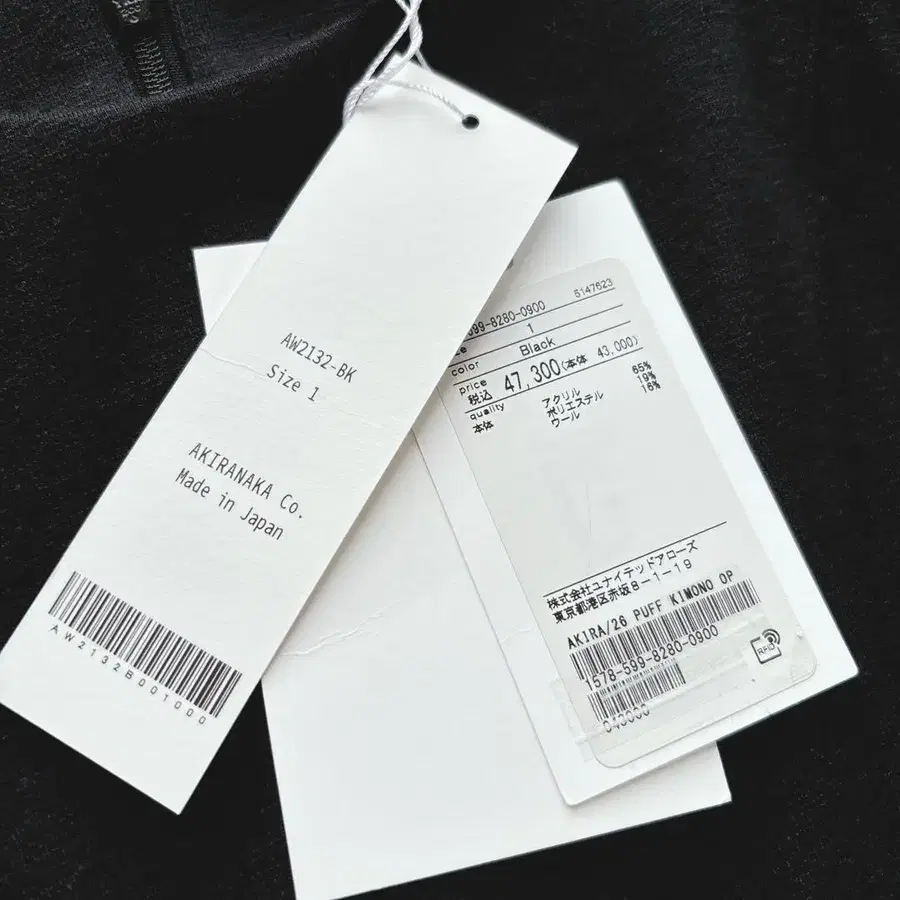 AW2132-BK
Size 1
AKIRANAKA Co.
Made in Japan
AW2132B001000
599-8280-0900 5147623
1
color Black
price
税込 47,300(本体 43,000)
quality
本体
アクリル 65%
ポリエステル 19%
ウール 16%
株式会社ユナイテッドアローズ
東京都港区赤坂8-1-19
AKIRA/26 PUFF KIMONO OP
1578-599-8280-0900
043000
RFID